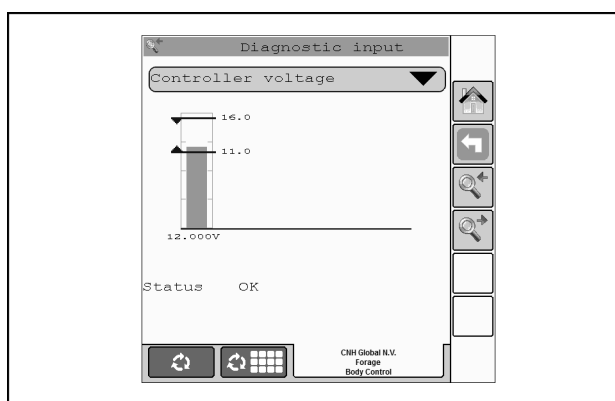 Diagnostic input
Controller voltage
16.0
11.0
12.000V
Status OK
CNH Global N.V.
Forage
Body Control